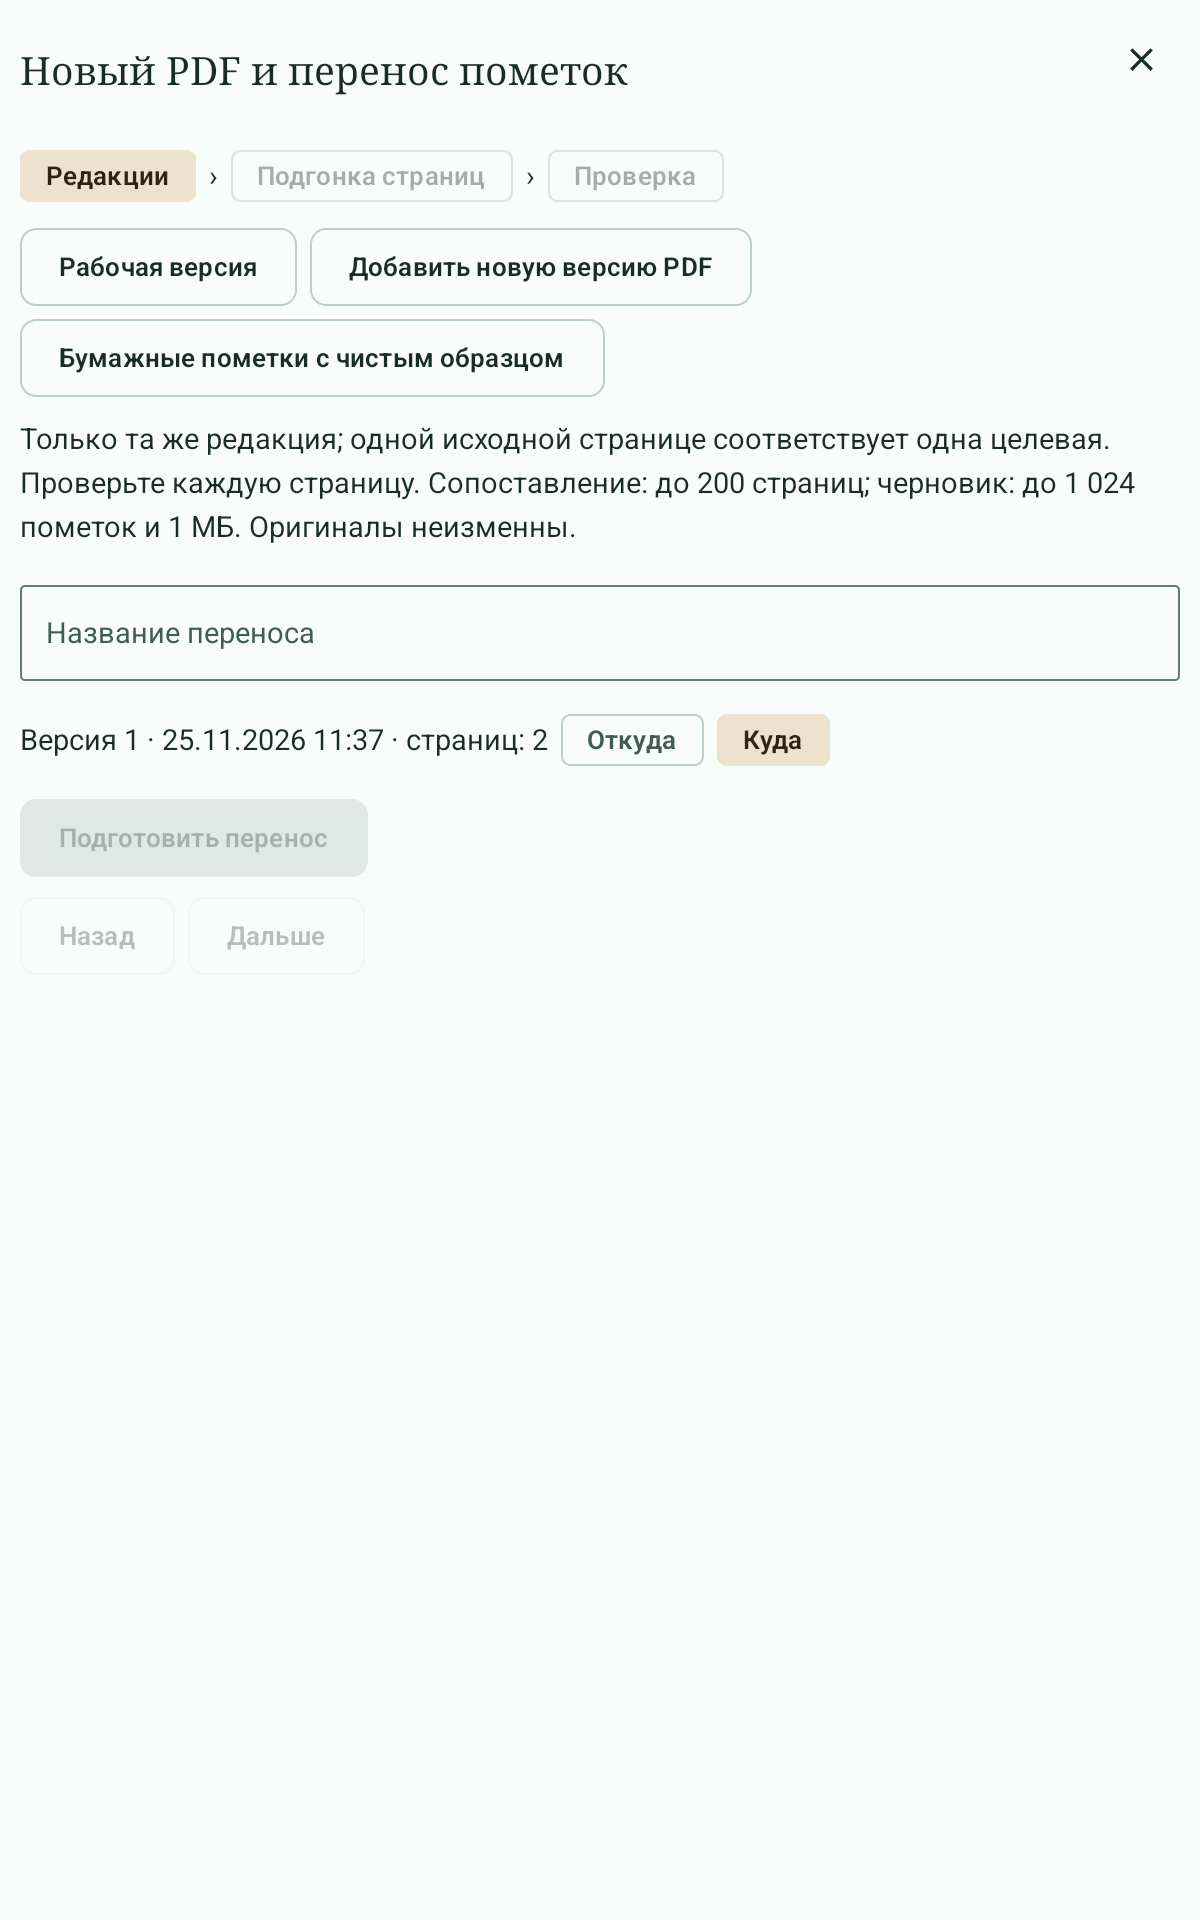 Новый PDF и перенос пометок
Редакции › Подгонка страниц › Проверка
Рабочая версия Добавить новую версию PDF
Бумажные пометки с чистым образцом
Только та же редакция; одной исходной странице соответствует одна целевая.
Проверьте каждую страницу. Сопоставление: до 200 страниц; черновик: до 1 024
пометок и 1 МБ. Оригиналы неизменны.
Название переноса
Версия 1 · 25.11.2026 11:37 · страниц: 2 Откуда Куда
Подготовить перенос
Назад Дальше